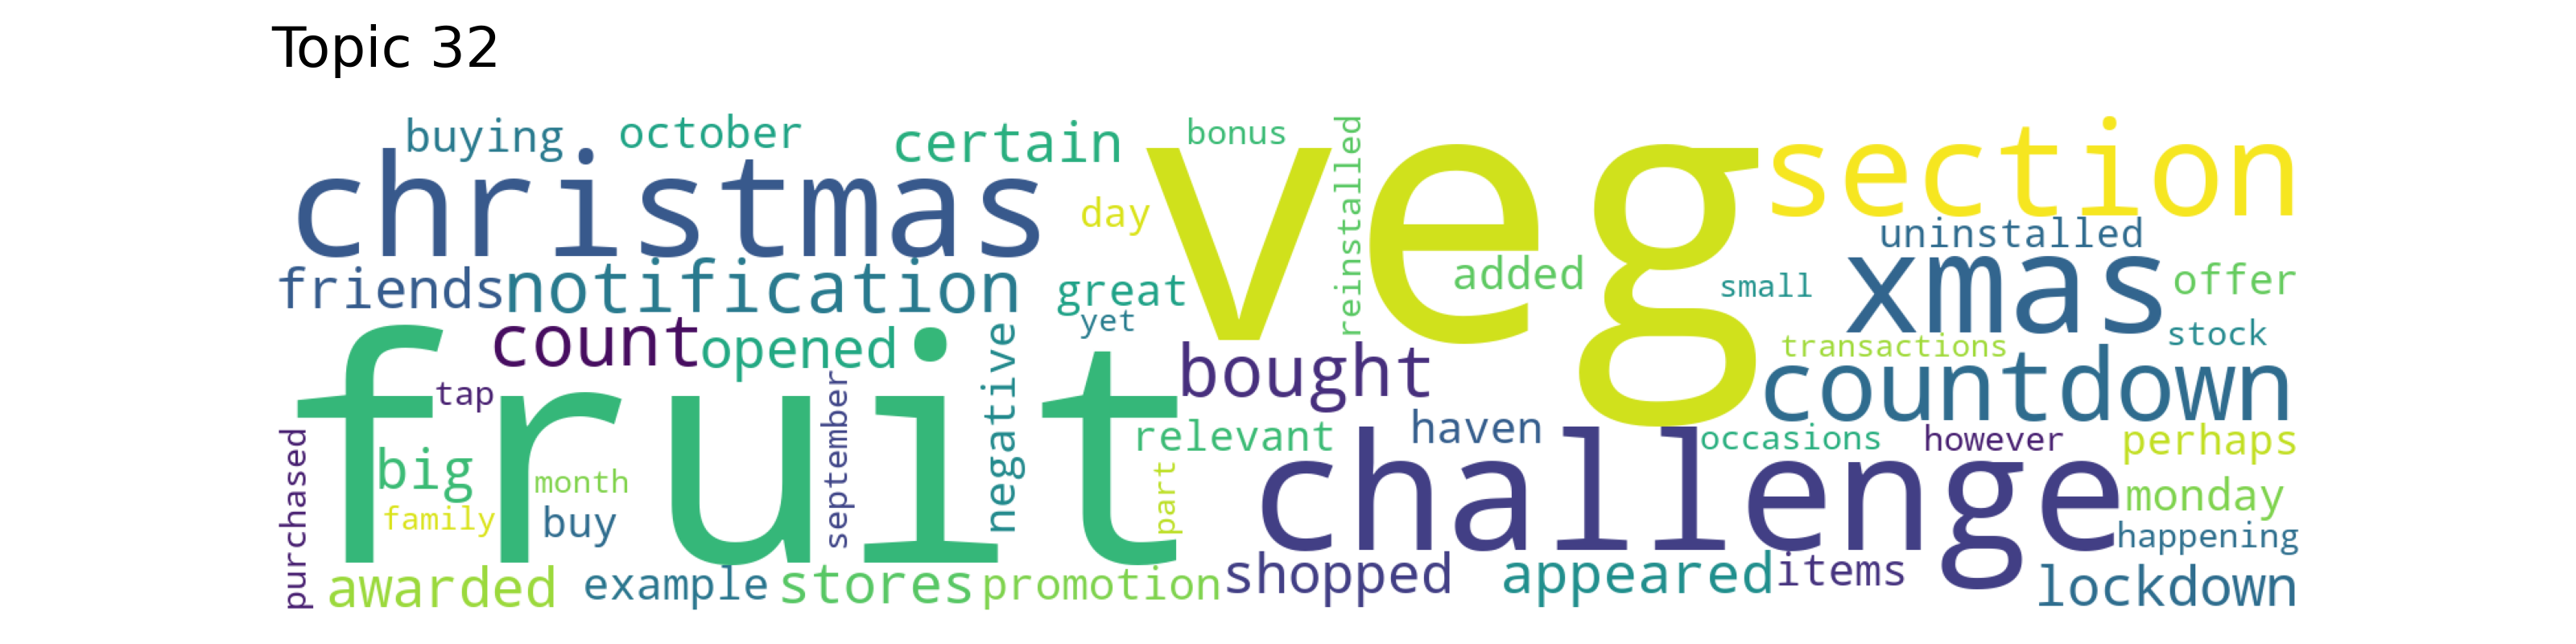 Topic 32
buying
october
certain
bonus
reinstalled
section
christmas
veg
day
uninstalled
friends
notification
great
added
small
xmas
offer
yet
count
opened
negative
bought
transactions
stock
countdown
fruit
tap
september
relevant
haven
occasions
however
perhaps
purchased
big
month
part
challenge
monday
family
buy
happening
awarded
example
stores
promotion
shopped
appeared
items
lockdown